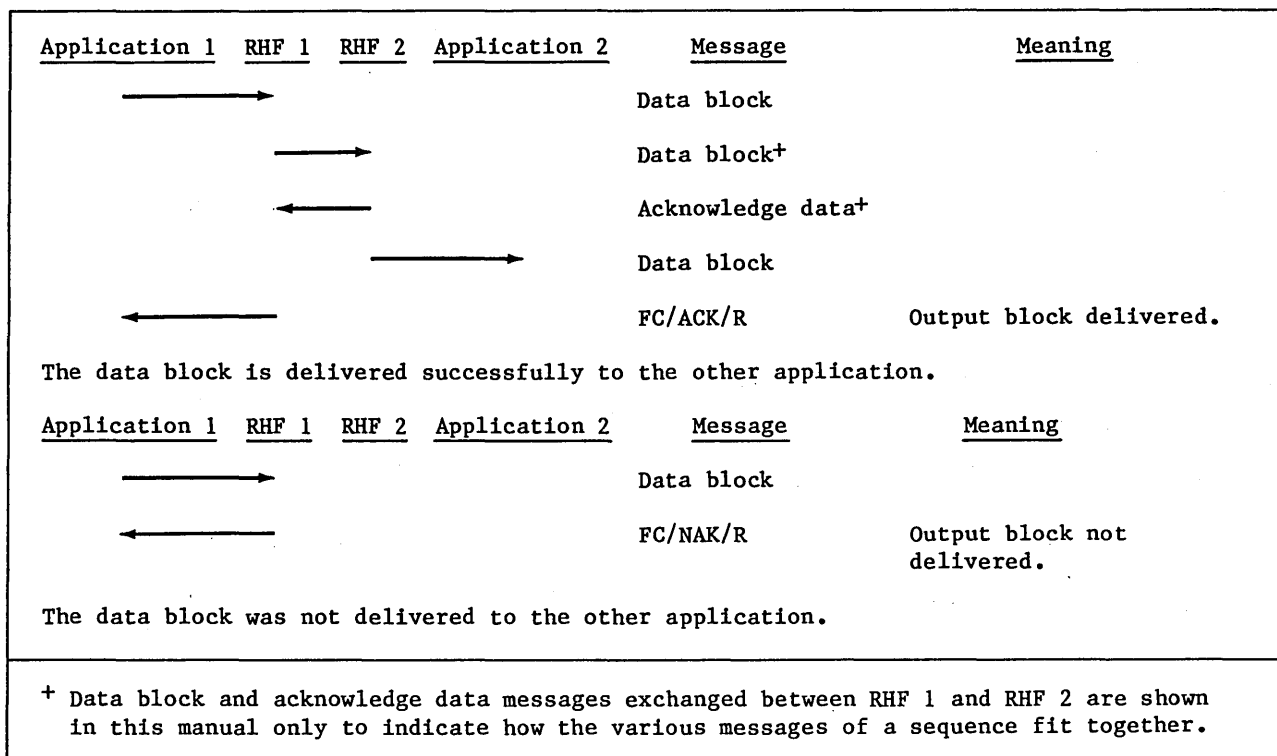 Application 1 RHF 1 RHF 2 Application 2 Message Meaning
Data block
Data block+
Acknowledge data+
Data block
FC/ACK/R Output block delivered.
The data block is delivered successfully to the other application.
Application 1 RHF 1 RHF 2 Application 2 Message Meaning
Data block
FC/NAK/R Output block not
delivered.
The data block was not delivered to the other application.
+ Data block and acknowledge data messages exchanged between RHF 1 and RHF 2 are shown
in this manual only to indicate how the various messages of a sequence fit together.